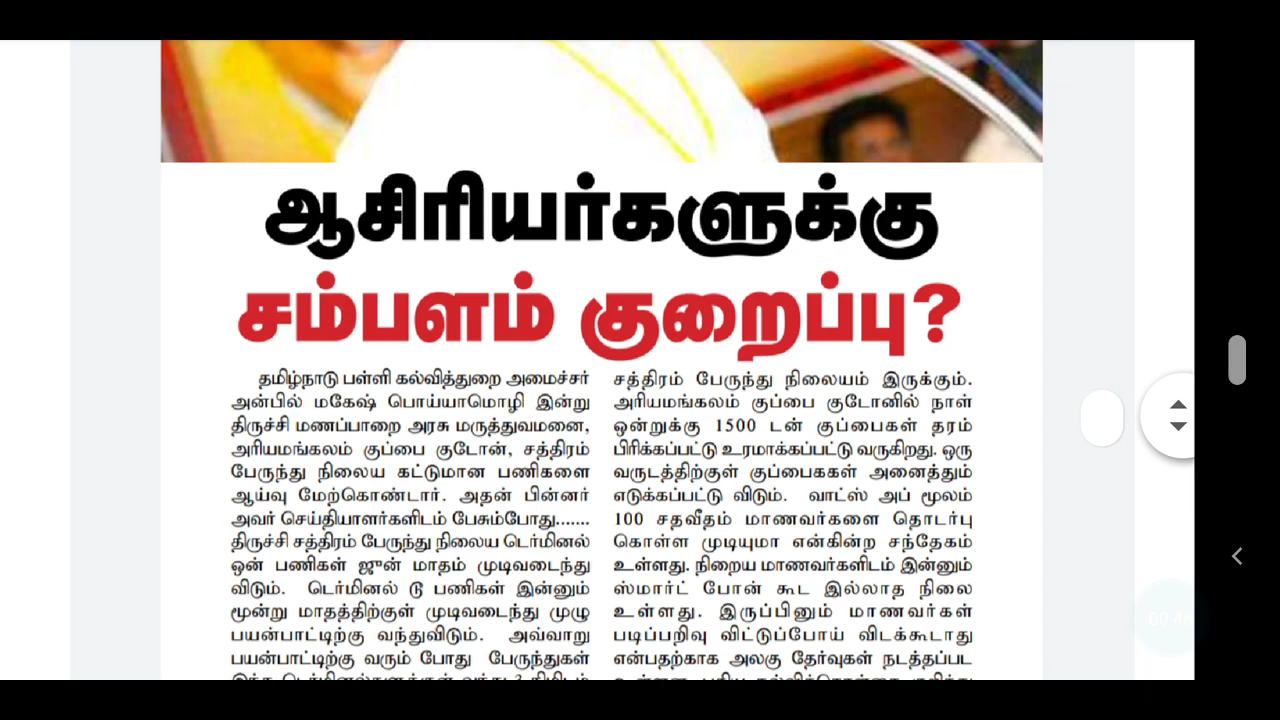 ஆசிரியர்களுக்கு
சம்பளம் குறைப்பு?
தமிழ்நாடு பள்ளி கல்வித்துறை அமைச்சர்
அன்பில் மகேஷ் பொய்யாமொழி இன்று
திருச்சி மணப்பாறை அரசு மருத்துவமனை,
அரியமங்கலம் குப்பை குடோன், சத்திரம்
பேருந்து நிலைய கட்டுமான பணிகளை
ஆய்வு மேற்கொண்டார். அதன் பின்னர்
அவர் செய்தியாளர்களிடம் பேசும்போது.......
திருச்சி சத்திரம் பேருந்து நிலைய டெர்மினல்
ஒன் பணிகள் ஜுன் மாதம் முடிவடைந்து
விடும். டெர்மினல் டூ பணிகள் இன்னும்
மூன்று மாதத்திற்குள் முடிவடைந்து முழு
பயன்பாட்டிற்கு வந்துவிடும். அவ்வாறு
பயன்பாட்டிற்கு வரும் போது பேருந்துகள்
சத்திரம் பேருந்து நிலையம் இருக்கும்.
அரியமங்கலம் குப்பை குடோனில் நாள்
ஒன்றுக்கு 1500 டன் குப்பைகள் தரம்
பிரிக்கப்பட்டு உரமாக்கப்பட்டு வருகிறது. ஒரு
வருடத்திற்குள் குப்பைககள் அனைத்தும்
எடுக்கப்பட்டு விடும். வாட்ஸ் அப் மூலம்
100 சதவீதம் மாணவர்களை தொடர்பு
கொள்ள முடியுமா என்கின்ற சந்தேகம்
உள்ளது. நிறைய மாணவர்களிடம் இன்னும்
ஸ்மார்ட் போன் கூட இல்லாத நிலை
உள்ளது. இருப்பினும் மாணவர்கள்
படிப்பறிவு விட்டுப்போய் விடக்கூடாது
என்பதற்காக அலகு தேர்வுகள் நடத்தப்பட